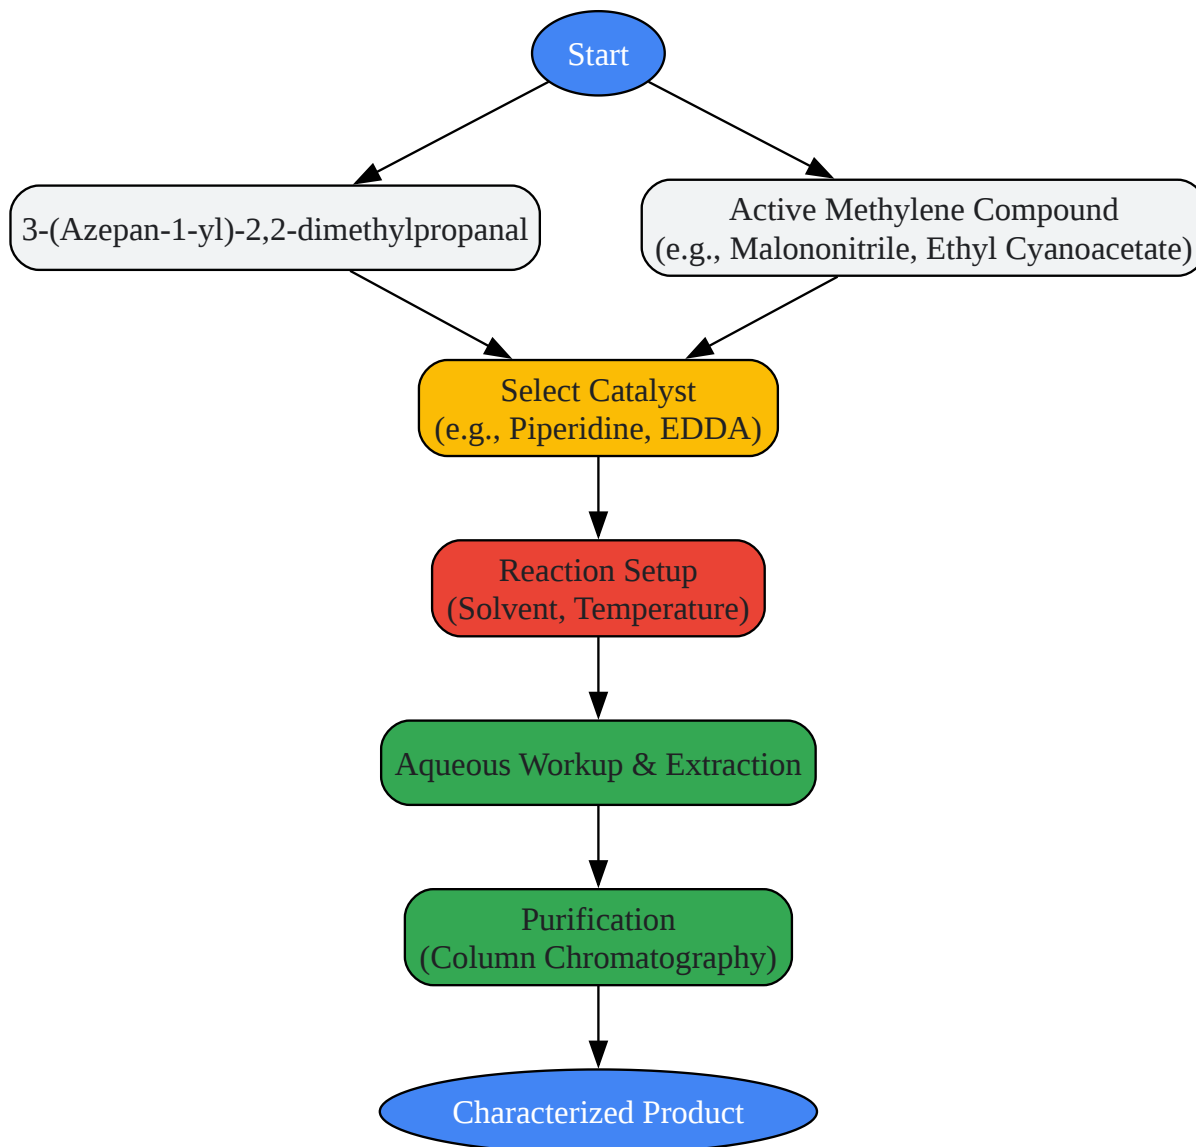 Start
3-(Azepan-1-yl)-2,2-dimethylpropanal
Active Methylene Compound
(e.g., Malononitrile, Ethyl Cyanoacetate)
Select Catalyst
(e.g., Piperidine, EDDA)
Reaction Setup
(Solvent, Temperature)
Aqueous Workup & Extraction
Purification
(Column Chromatography)
Characterized Product